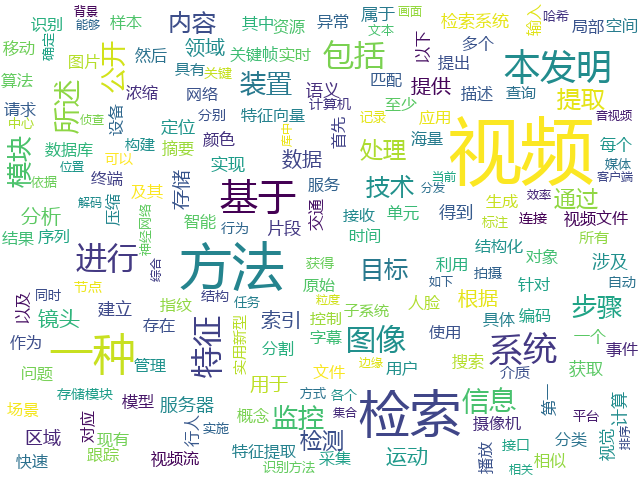 背景
能够
样本
其中
资源
异常
属于
画面
检索系统
输入
哈希
识别
确定
内容
文本
以下
局部
空间
移动
图片
公开
然后
领域
关键帧
实时
包括
多个
提出
本发明
算法
具有
关键
装置
语义
匹配
提供
描述
查询
提取
请求
所述
浓缩
网络
计算机
至少
中心
侦重
设备
分别
特征向量
首先
记录
应用
音视频
模块
构建
定位
颜色
库中
海量
视频
每个
数据库
摘要
数据
处理
媒体
位置
依据
终端
可以
实现
服务
技术
分发
当前
客户端
解码
及其
存储
基于
生成
效率
通过
分析
压缩
智能
片段
交通
接收
单元
得到
标注
连接
视频文件
结果
序列
神经网络
行为
时间
结构化
所有
进行
综合
方法
获得
目标
利用
对象
涉及
同时
节点
结构
任务
原始
如下
拍摄
针对
自动
以及
建立
指纹
粒度
子系统
人脸
根据
步骤
镜头
存在
特征
实用新型
索引
控制
字幕
图像
具体
编码
作为
一种
分割
边缘
使用
系统
一个
事件
问题
管理
用于
文件
用户
搜索
介质
获取
存储模块
模型
方式
各个
检索
信息
第一
计算
场景
对应
服务器
概念
集合
监控
摄像机
平台
区域
现有
行人
实施
检测
接口
分类
视觉
排序
快速
跟踪
视频流
特征提取
识别方法
采集
运动
播放
相关
相似